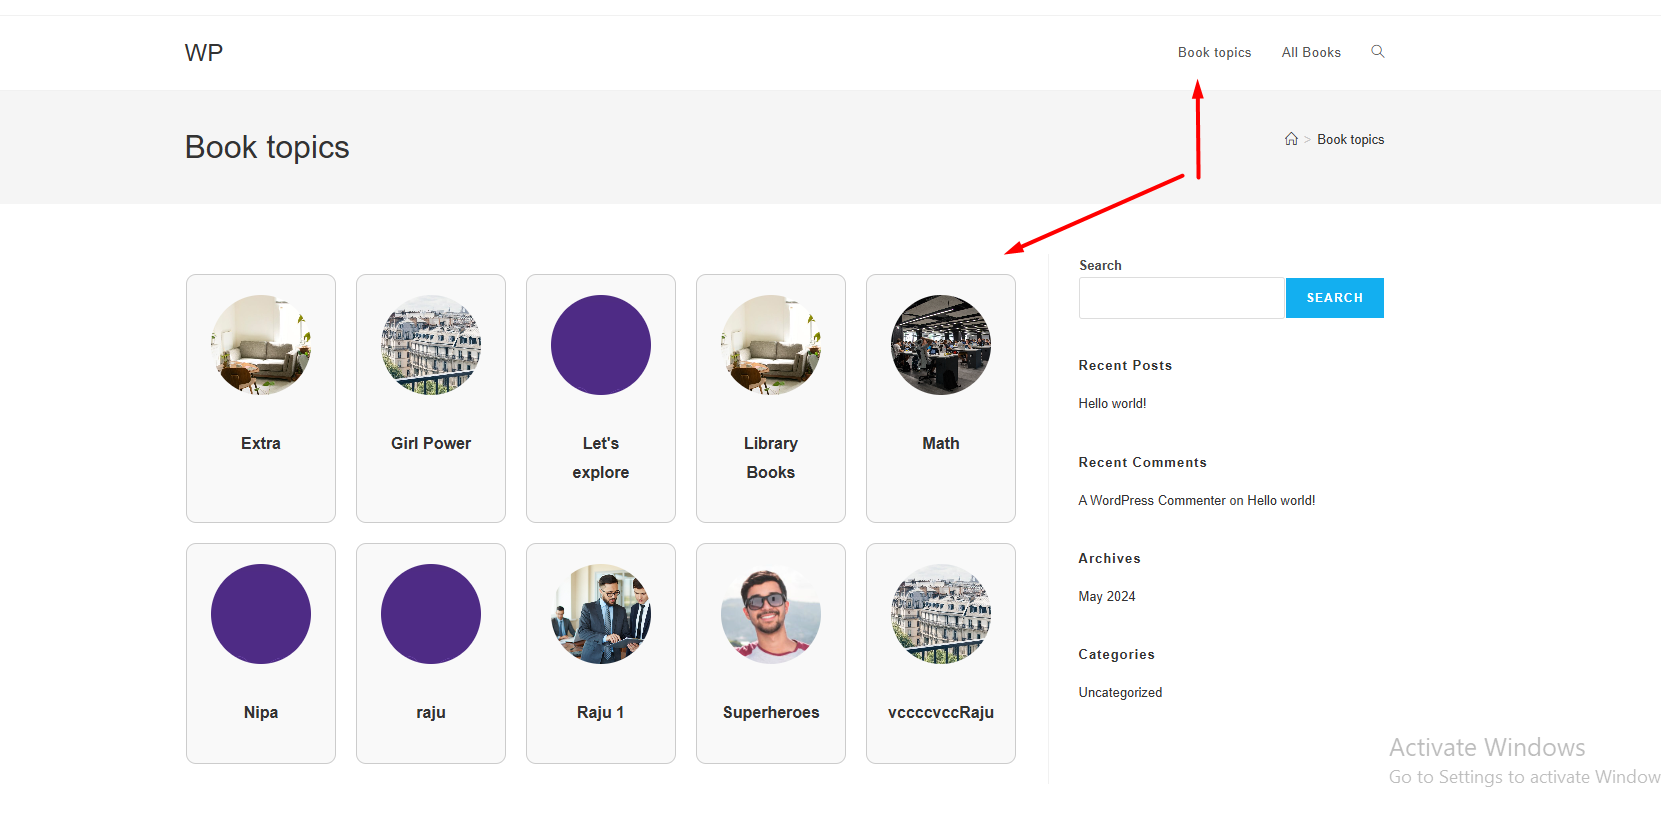 WP
Book topics
All Books
Book topics
> Book topics
Extra
Girl Power
Let's
explore
Library
Books
Math
Nipa
raju
Raju 1
Superheroes
vccccvccRaju
Search
SEARCH
Recent Posts
Hello world!
Recent Comments
A WordPress Commenter on Hello world!
Archives
May 2024
Categories
Uncategorized
Activate Windows
Go to Settings to activate Window